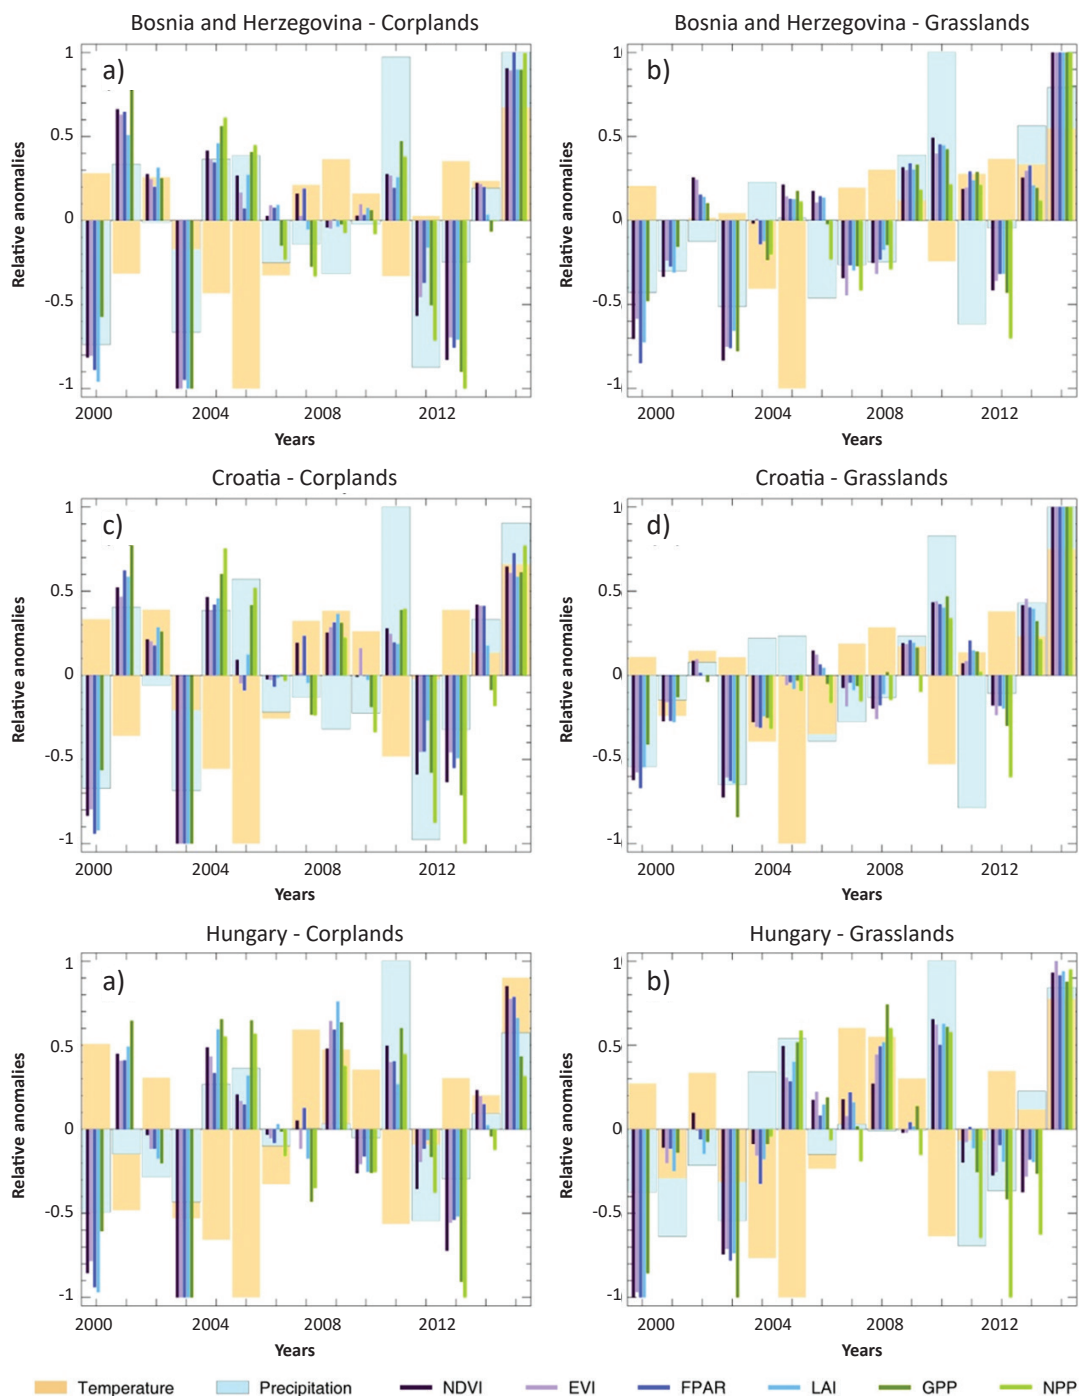 Bosnia and Herzegovina - Corplands
Bosnia and Herzegovina - Grasslands
a)
b)
Relative anomalies
Relative anomalies
1
0.5
0
-0.5
-1
1
0.5
0
-0.5
-1
2000 2004 2008 2012
2000 2004 2008 2012
Years
Years
Croatia - Corplands
Croatia - Grasslands
c)
d)
Relative anomalies
Relative anomalies
1
0.5
0
-0.5
-1
1
0.5
0
-0.5
-1
2000 2004 2008 2012
2000 2004 2008 2012
Years
Years
Hungary - Corplands
Hungary - Grasslands
a)
b)
Relative anomalies
Relative anomalies
1
0.5
0
-0.5
-1
1
0.5
0
-0.5
-1
2000 2004 2008 2012
2000 2004 2008 2012
Years
Years
Temperature Precipitation NDVI EVI FPAR LAI GPP NPP